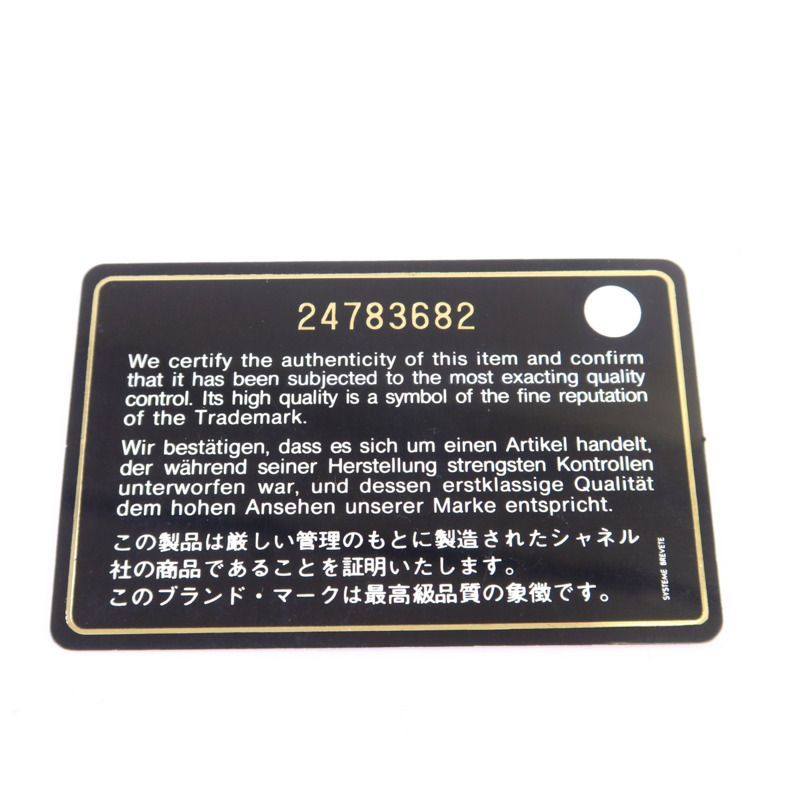 24783682
We certify the authenticity of this item and confirm
that it has been subjected to the most exacting quality
control. Its high quality is a symbol of the fine reputation
of the Trademark.
Wir bestätigen, dass es sich um einen Artikel handelt,
der während seiner Herstellung strengsten Kontrollen
unterworfen war, und dessen erstklassige Qualität
dem hohen Ansehen unserer Marke entspricht.
この製品は厳しい管理のもとに製造されたシャネル
社の商品であることを証明いたします。
このブランド・マークは最高級品質の象徴です。
SYSTEME BREVETE